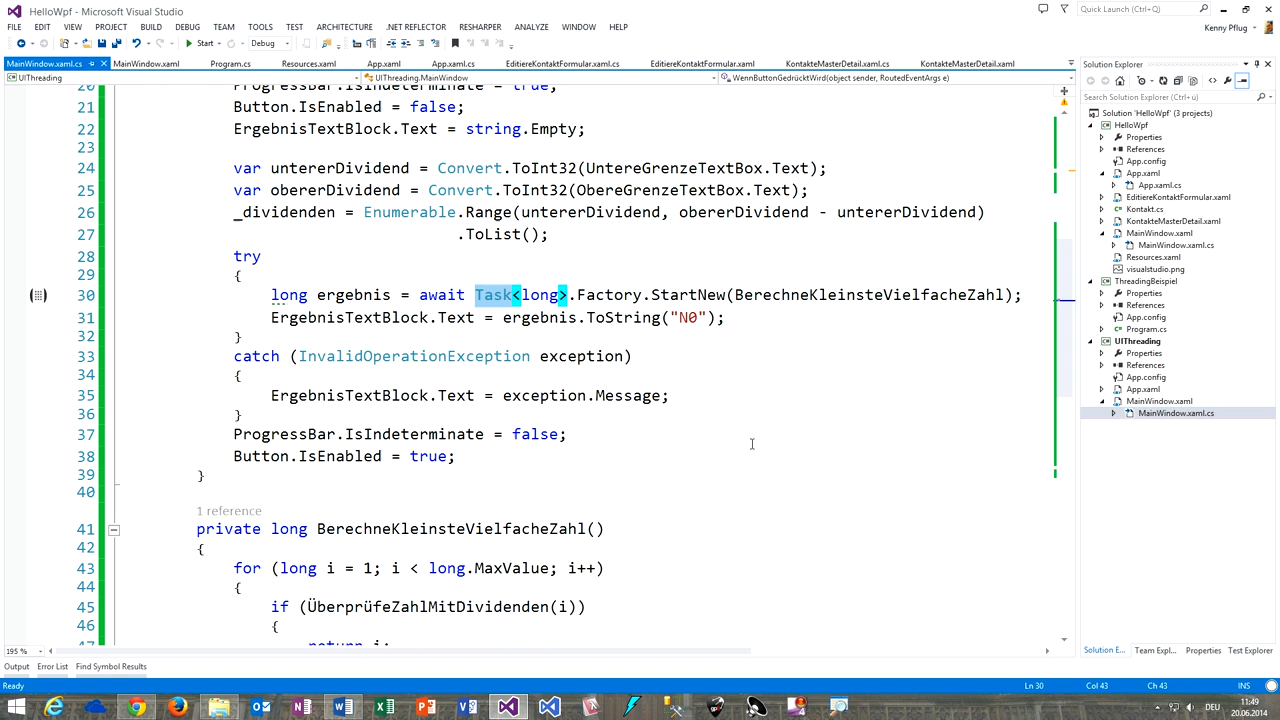 HelloWpf - Microsoft Visual Studio
Quick Launch (Ctrl+Q)
FILE EDIT VIEW PROJECT BUILD DEBUG TEAM TOOLS TEST ARCHITECTURE .NET REFLECTOR RESHARPER ANALYZE WINDOW HELP
Kenny Pflug
Start Debug
MainWindow.xaml.cs MainWindow.xaml Program.cs Resources.xaml App.xaml App.xaml.cs EditiereKontaktFormular.xaml.cs EditiereKontaktFormular.xaml KontakteMasterDetail.xaml.cs KontakteMasterDetail.xaml
UIThreading UIThreading.MainWindow WennButtonGedrücktWird(object sender, RoutedEventArgs e)
20 ProgressBar.IsIndeterminate = true;
21 Button.IsEnabled = false;
22 ErgebnisTextBlock.Text = string.Empty;
23
24 var untererDividend = Convert.ToInt32(UntereGrenzeTextBox.Text);
25 var obererDividend = Convert.ToInt32(ObereGrenzeTextBox.Text);
26 _dividenden = Enumerable.Range(untererDividend, obererDividend - untererDividend)
27 .ToList();
28 try
29 {
30 long ergebnis = await Task<long>.Factory.StartNew(BerechneKleinsteVielfacheZahl);
31 ErgebnisTextBlock.Text = ergebnis.ToString("N0");
32 }
33 catch (InvalidOperationException exception)
34 {
35 ErgebnisTextBlock.Text = exception.Message;
36 }
37 ProgressBar.IsIndeterminate = false;
38 Button.IsEnabled = true;
39 }
40
1 reference
41 private long BerechneKleinsteVielfacheZahl()
42 {
43 for (long i = 1; i < long.MaxValue; i++)
44 {
45 if (ÜberprüfeZahlMitDividenden(i))
46 {
47 return i;
195 %
Solution Explorer
Search Solution Explorer (Ctrl+ü)
Solution 'HelloWpf' (3 projects)
HelloWpf
Properties
References
App.config
App.xaml
App.xaml.cs
EditiereKontaktFormular.xaml
Kontakt.cs
KontakteMasterDetail.xaml
MainWindow.xaml
MainWindow.xaml.cs
Resources.xaml
visualstudio.png
ThreadingBeispiel
Properties
References
App.config
Program.cs
UIThreading
Properties
References
App.config
App.xaml
MainWindow.xaml
MainWindow.xaml.cs
Solution E... Team Expl... Properties Test Explorer
Output Error List Find Symbol Results
Ready Ln 30 Col 43 Ch 43 INS
DEU 11:49
20.06.2014